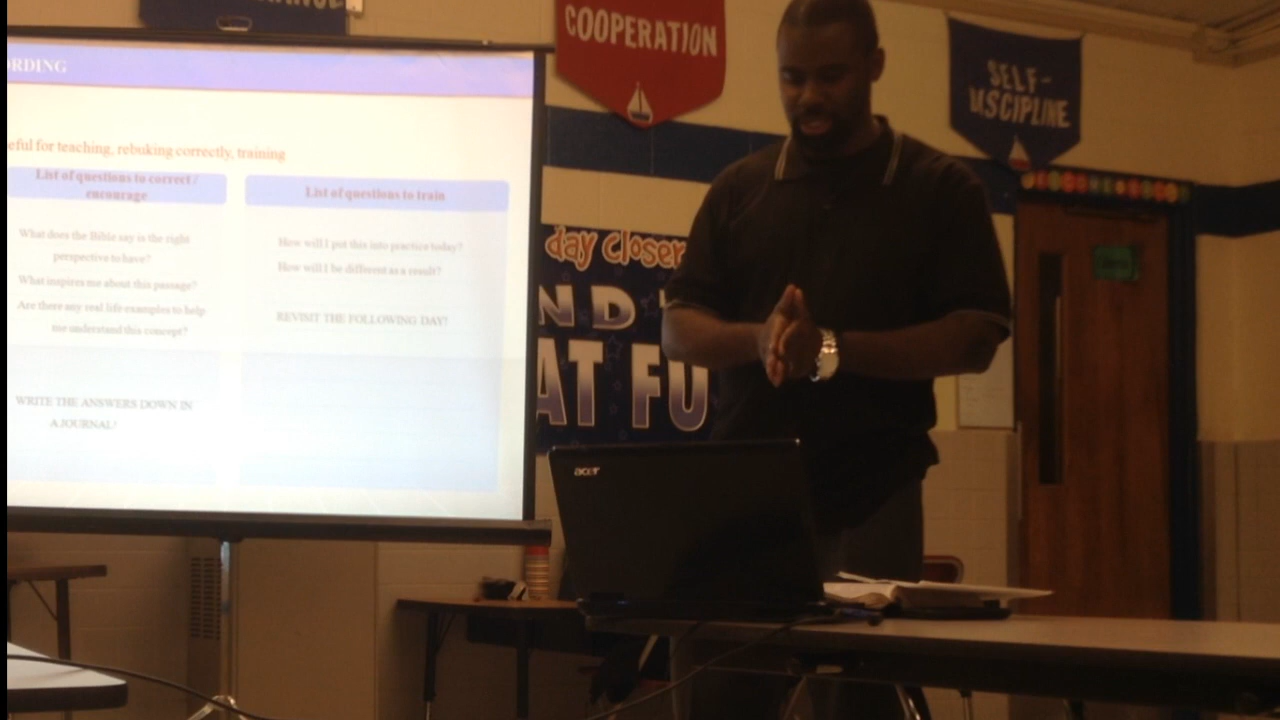 COOPERATION
SELF-
DISCIPLINE
ORDING
eful for teaching, rebuking correctly, training
List of questions to correct /
encourage
What does the Bible say is the right
perspective to have?
What inspires me about this passage?
Are there any real life examples to help
me understand this concept?
WRITE THE ANSWERS DOWN IN
A JOURNAL!
List of questions to train
How will I put this into practice today?
How will I be different as a result?
REVISIT THE FOLLOWING DAY!
day closer
ND
AT FU
acer